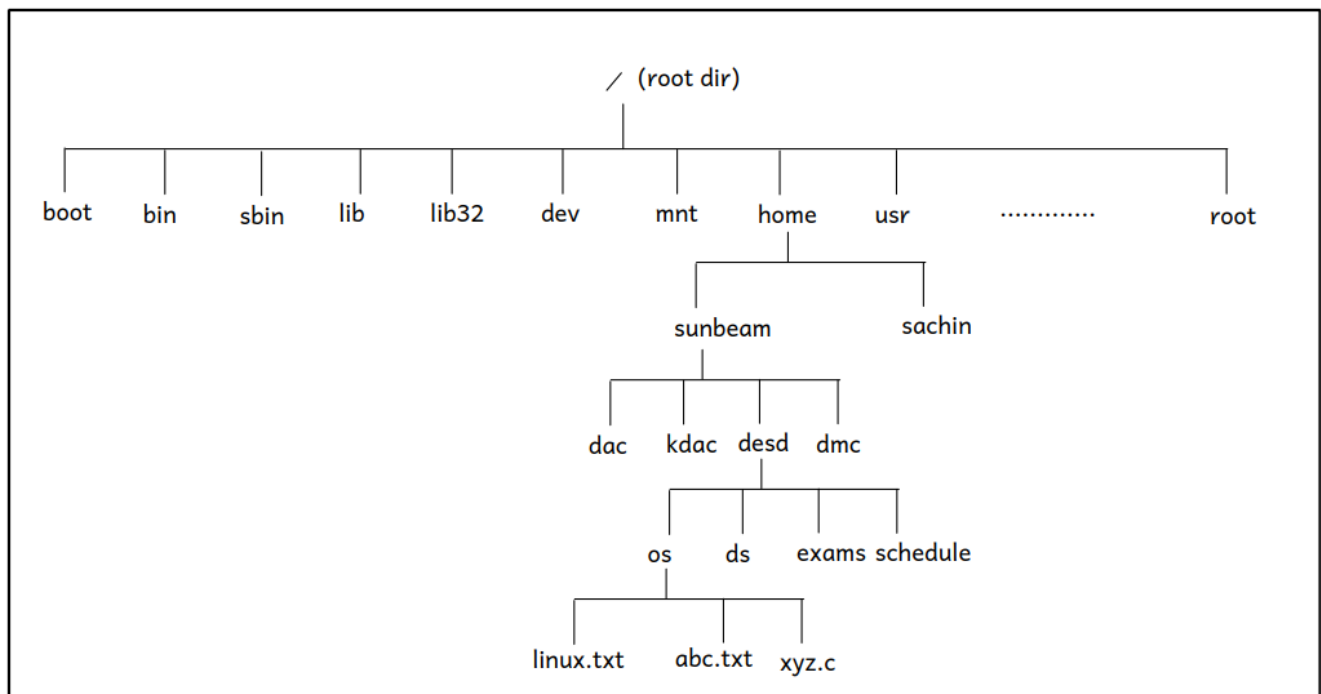 / (root dir)
boot bin sbin lib lib32 dev mnt home usr ............. root
sunbeam sachin
dac kdac desd dmc
os ds exams schedule
linux.txt abc.txt xyz.c